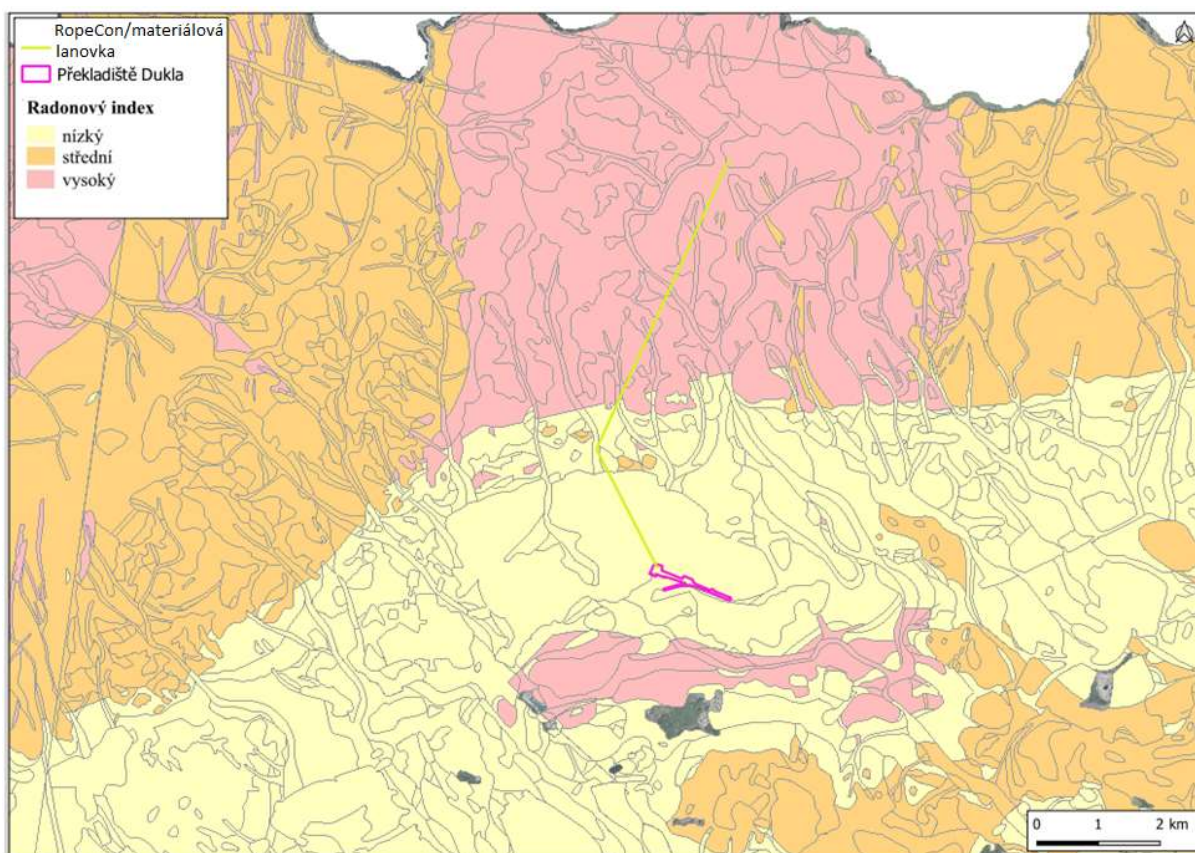 RopeCon/materiálová
lanovka
Překladiště Dukla
Radonový index
nízký
střední
vysoký
0 1 2 km